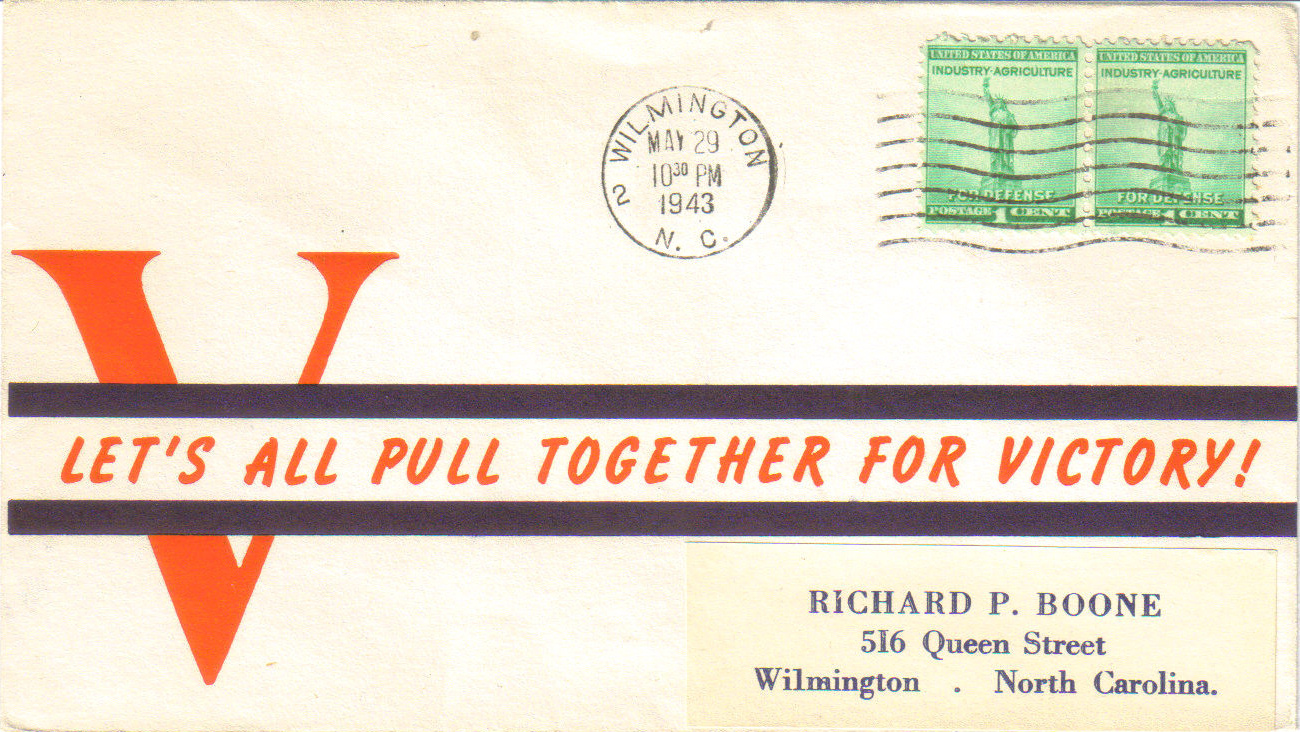 WILMINGTON
MAY 29
10³⁰ PM
1943
2 N. C.
UNITED STATES OF AMERICA
INDUSTRY·AGRICULTURE
FOR DEFENSE
POSTAGE 1 CENT
UNITED STATES OF AMERICA
INDUSTRY·AGRICULTURE
FOR DEFENSE
POSTAGE 1 CENT
V
LET'S ALL PULL TOGETHER FOR VICTORY!
RICHARD P. BOONE
516 Queen Street
Wilmington . North Carolina.